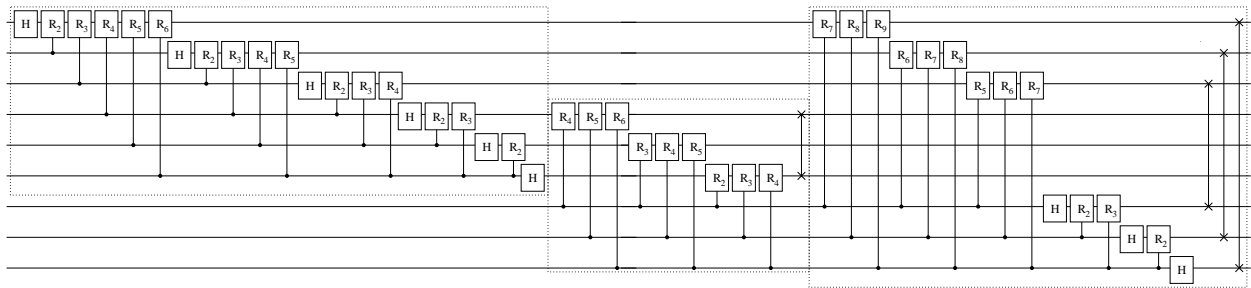 H R2 R3 R4 R5 R6 R7 R8 R9
H R2 R3 R4 R5 R6 R7 R8
H R2 R3 R4 R5 R6 R7
H R2 R3 R4 R5 R6
H R2 R3 R4 R5
H R2 R3 R4
H R2 R3
H R2
H